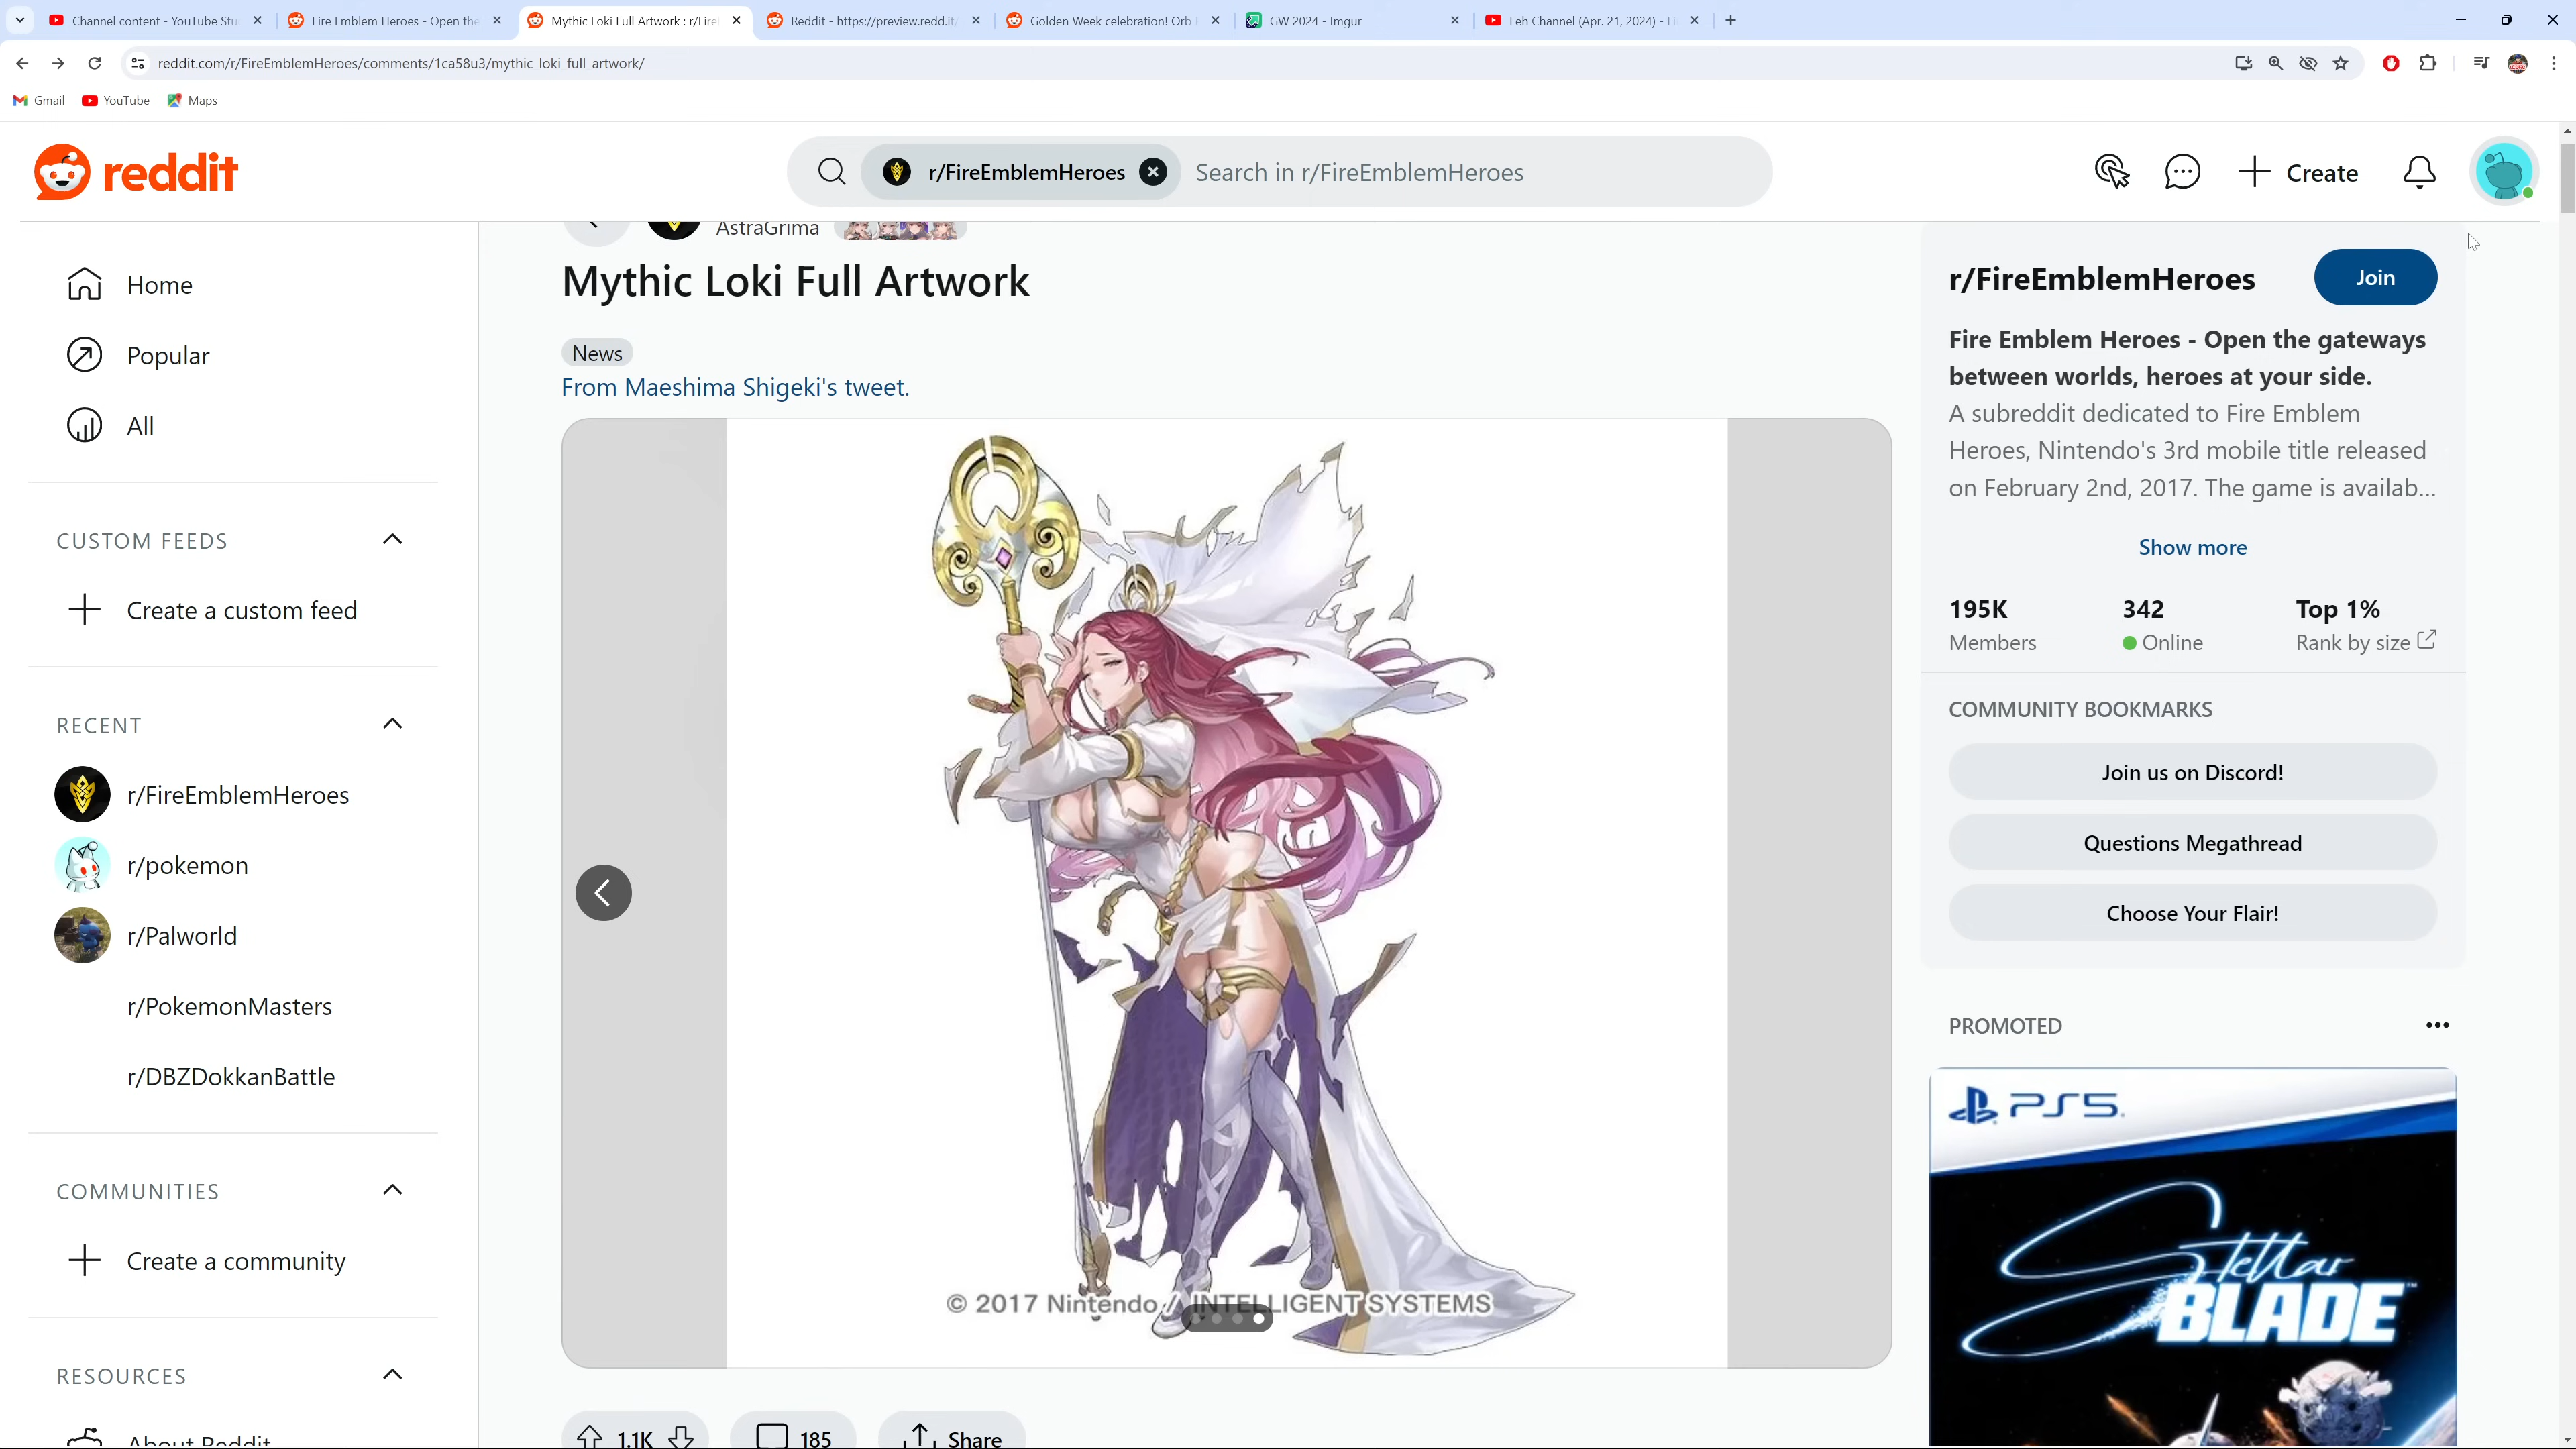 Channel content - YouTube Stu
Fire Emblem Heroes - Open the
Mythic Loki Full Artwork : r/Fire
Reddit - https://preview.redd.it/
Golden Week celebration! Orb
GW 2024 - Imgur
Feh Channel (Apr. 21, 2024) - Fi
reddit.com/r/FireEmblemHeroes/comments/1ca58u3/mythic_loki_full_artwork/
Gmail
YouTube
Maps
reddit
r/FireEmblemHeroes
Search in r/FireEmblemHeroes
Create
Home
Popular
All
CUSTOM FEEDS
Create a custom feed
RECENT
r/FireEmblemHeroes
r/pokemon
r/Palworld
r/PokemonMasters
r/DBZDokkanBattle
COMMUNITIES
Create a community
RESOURCES
About Reddit
AstraGrima
Mythic Loki Full Artwork
News
From Maeshima Shigeki's tweet.
© 2017 Nintendo / INTELLIGENT SYSTEMS
1.1K
185
Share
r/FireEmblemHeroes
Join
Fire Emblem Heroes - Open the gateways
between worlds, heroes at your side.
A subreddit dedicated to Fire Emblem
Heroes, Nintendo's 3rd mobile title released
on February 2nd, 2017. The game is availab...
Show more
195K
Members
342
Online
Top 1%
Rank by size
COMMUNITY BOOKMARKS
Join us on Discord!
Questions Megathread
Choose Your Flair!
PROMOTED
PS5
Stellar
BLADE™